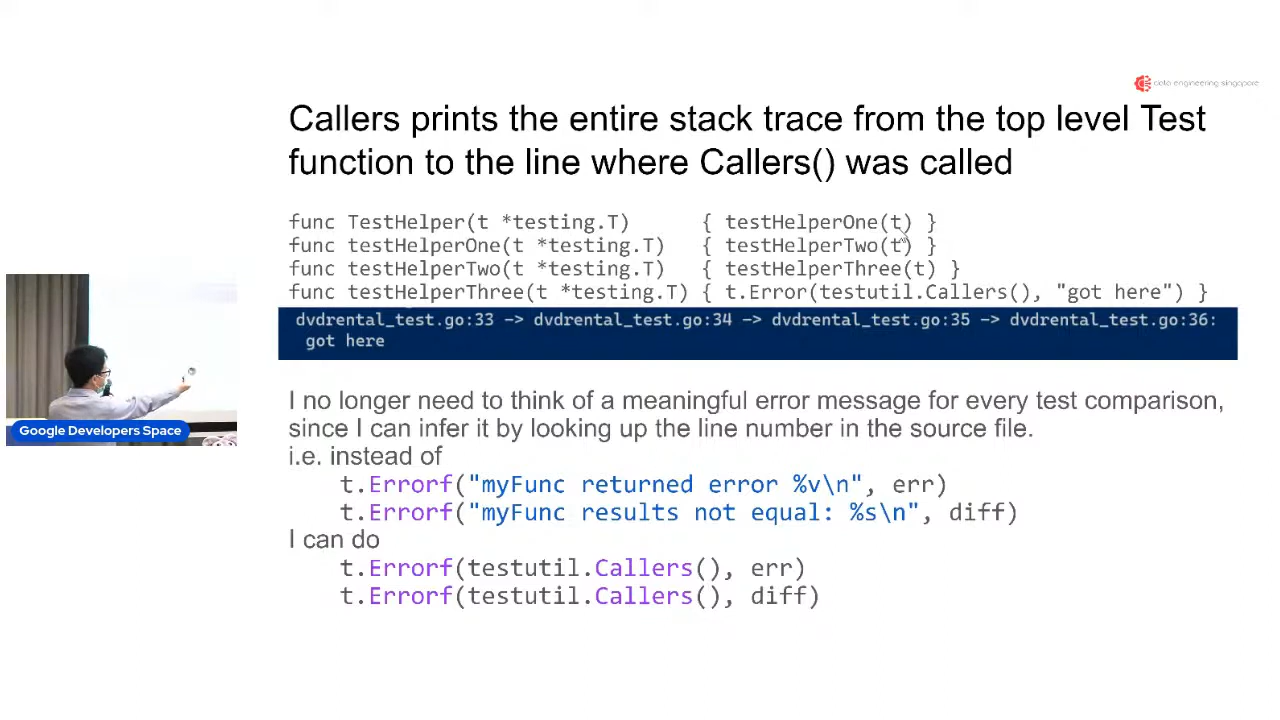 data engineering singapore
Callers prints the entire stack trace from the top level Test
function to the line where Callers() was called
func TestHelper(t *testing.T) { testHelperOne(t) }
func testHelperOne(t *testing.T) { testHelperTwo(t) }
func testHelperTwo(t *testing.T) { testHelperThree(t) }
func testHelperThree(t *testing.T) { t.Error(testutil.Callers(), "got here") }
dvdrental_test.go:33 -> dvdrental_test.go:34 -> dvdrental_test.go:35 -> dvdrental_test.go:36:
got here
I no longer need to think of a meaningful error message for every test comparison,
since I can infer it by looking up the line number in the source file.
i.e. instead of
t.Errorf("myFunc returned error %v\n", err)
t.Errorf("myFunc results not equal: %s\n", diff)
I can do
t.Errorf(testutil.Callers(), err)
t.Errorf(testutil.Callers(), diff)
Google Developers Space